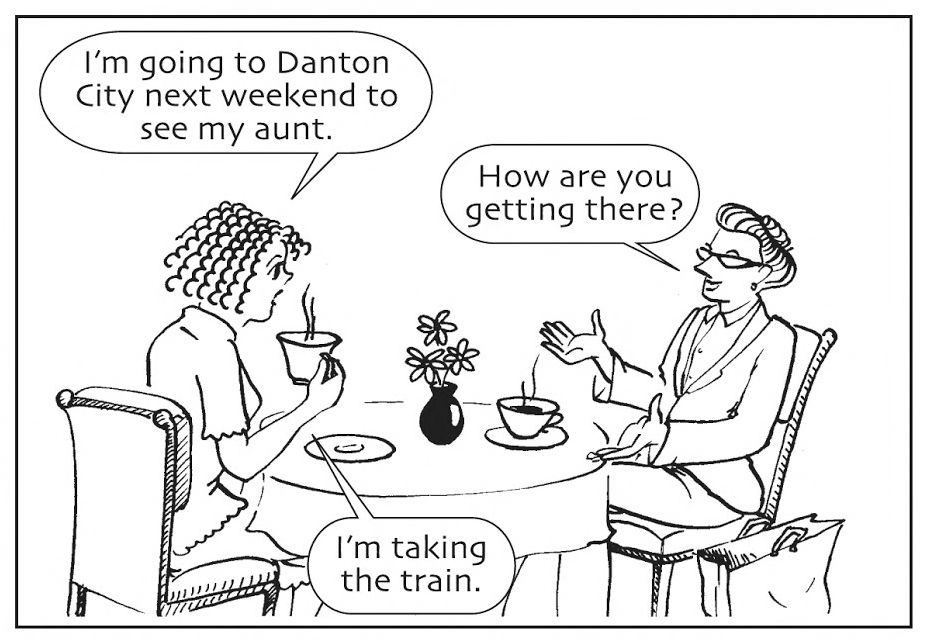 I'm going to Danton
City next weekend to
see my aunt.
How are you
getting there?
I'm taking
the train.